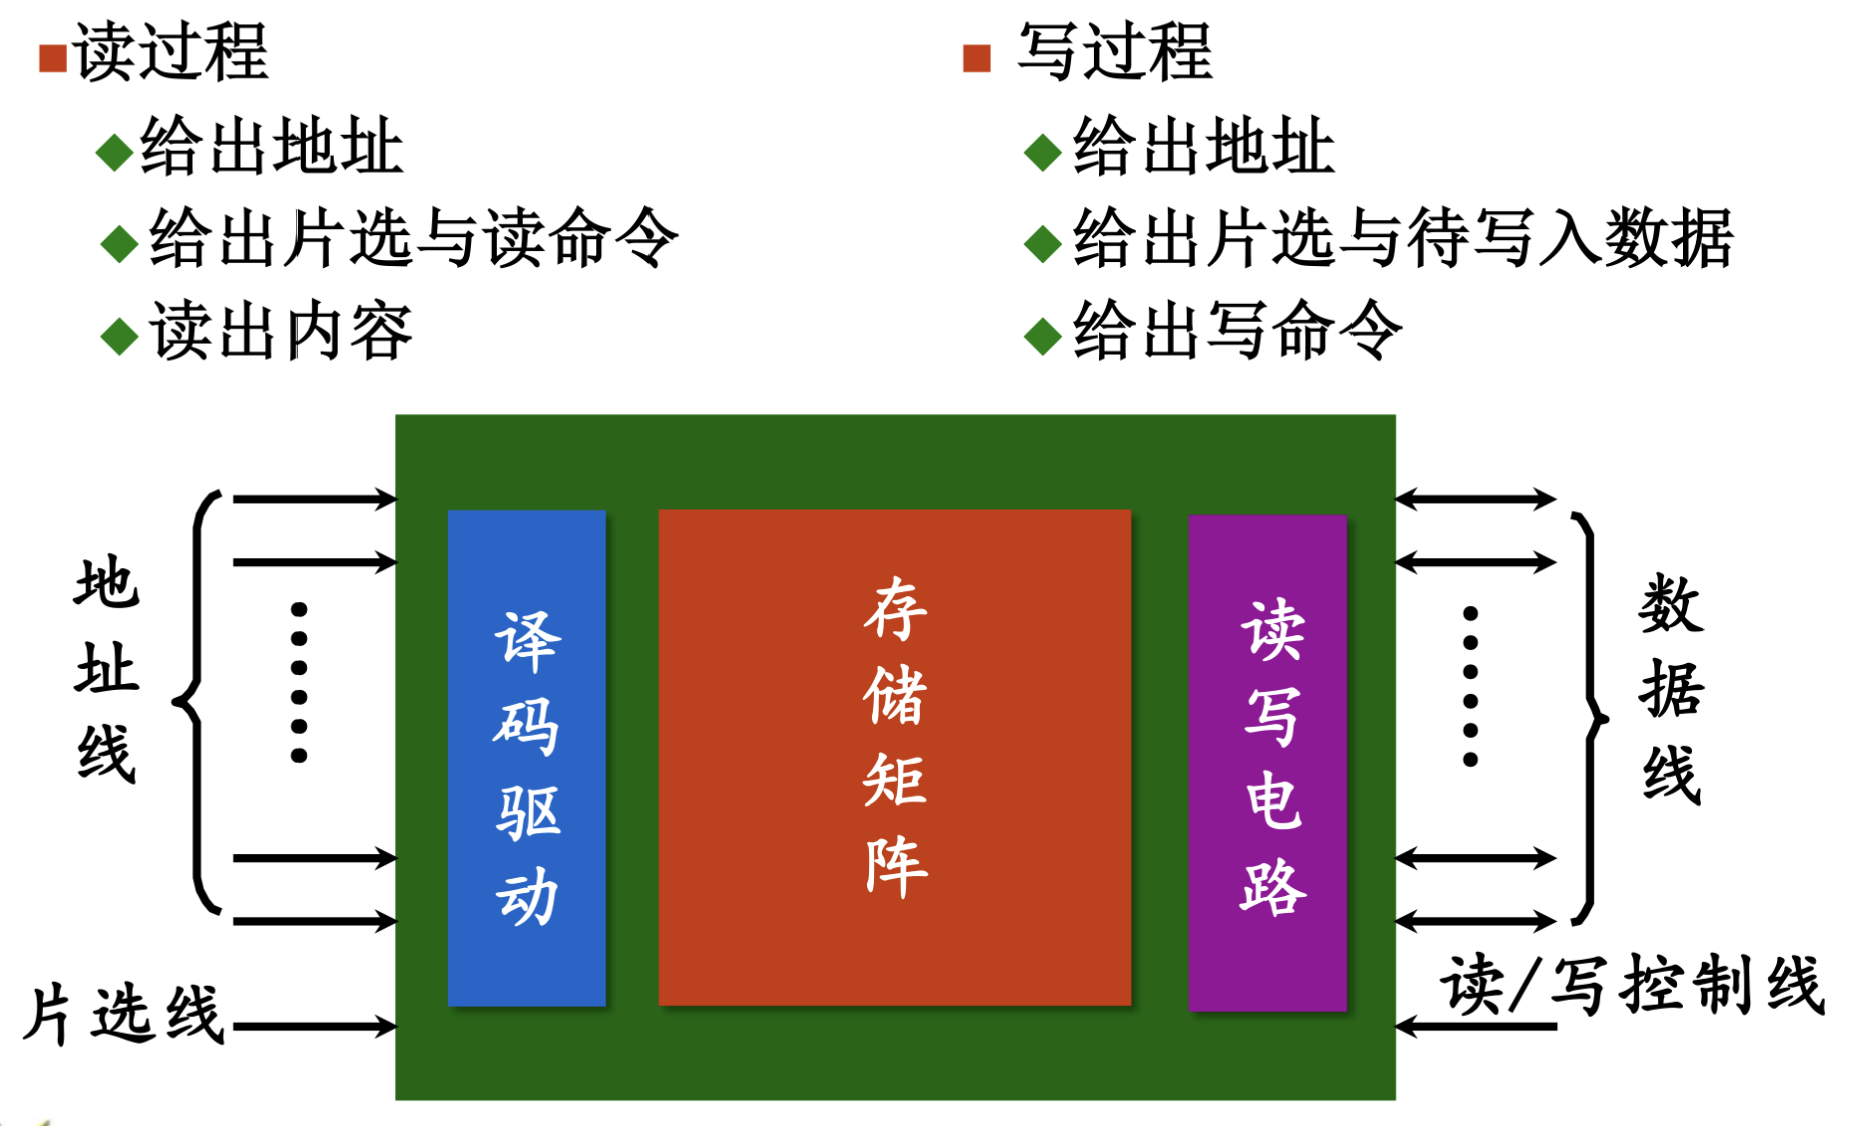 读过程
给出地址
给出片选与读命令
读出内容
写过程
给出地址
给出片选与待写入数据
给出写命令
地址线
片选线
译码驱动
存储矩阵
读写电路
数据线
读/写控制线